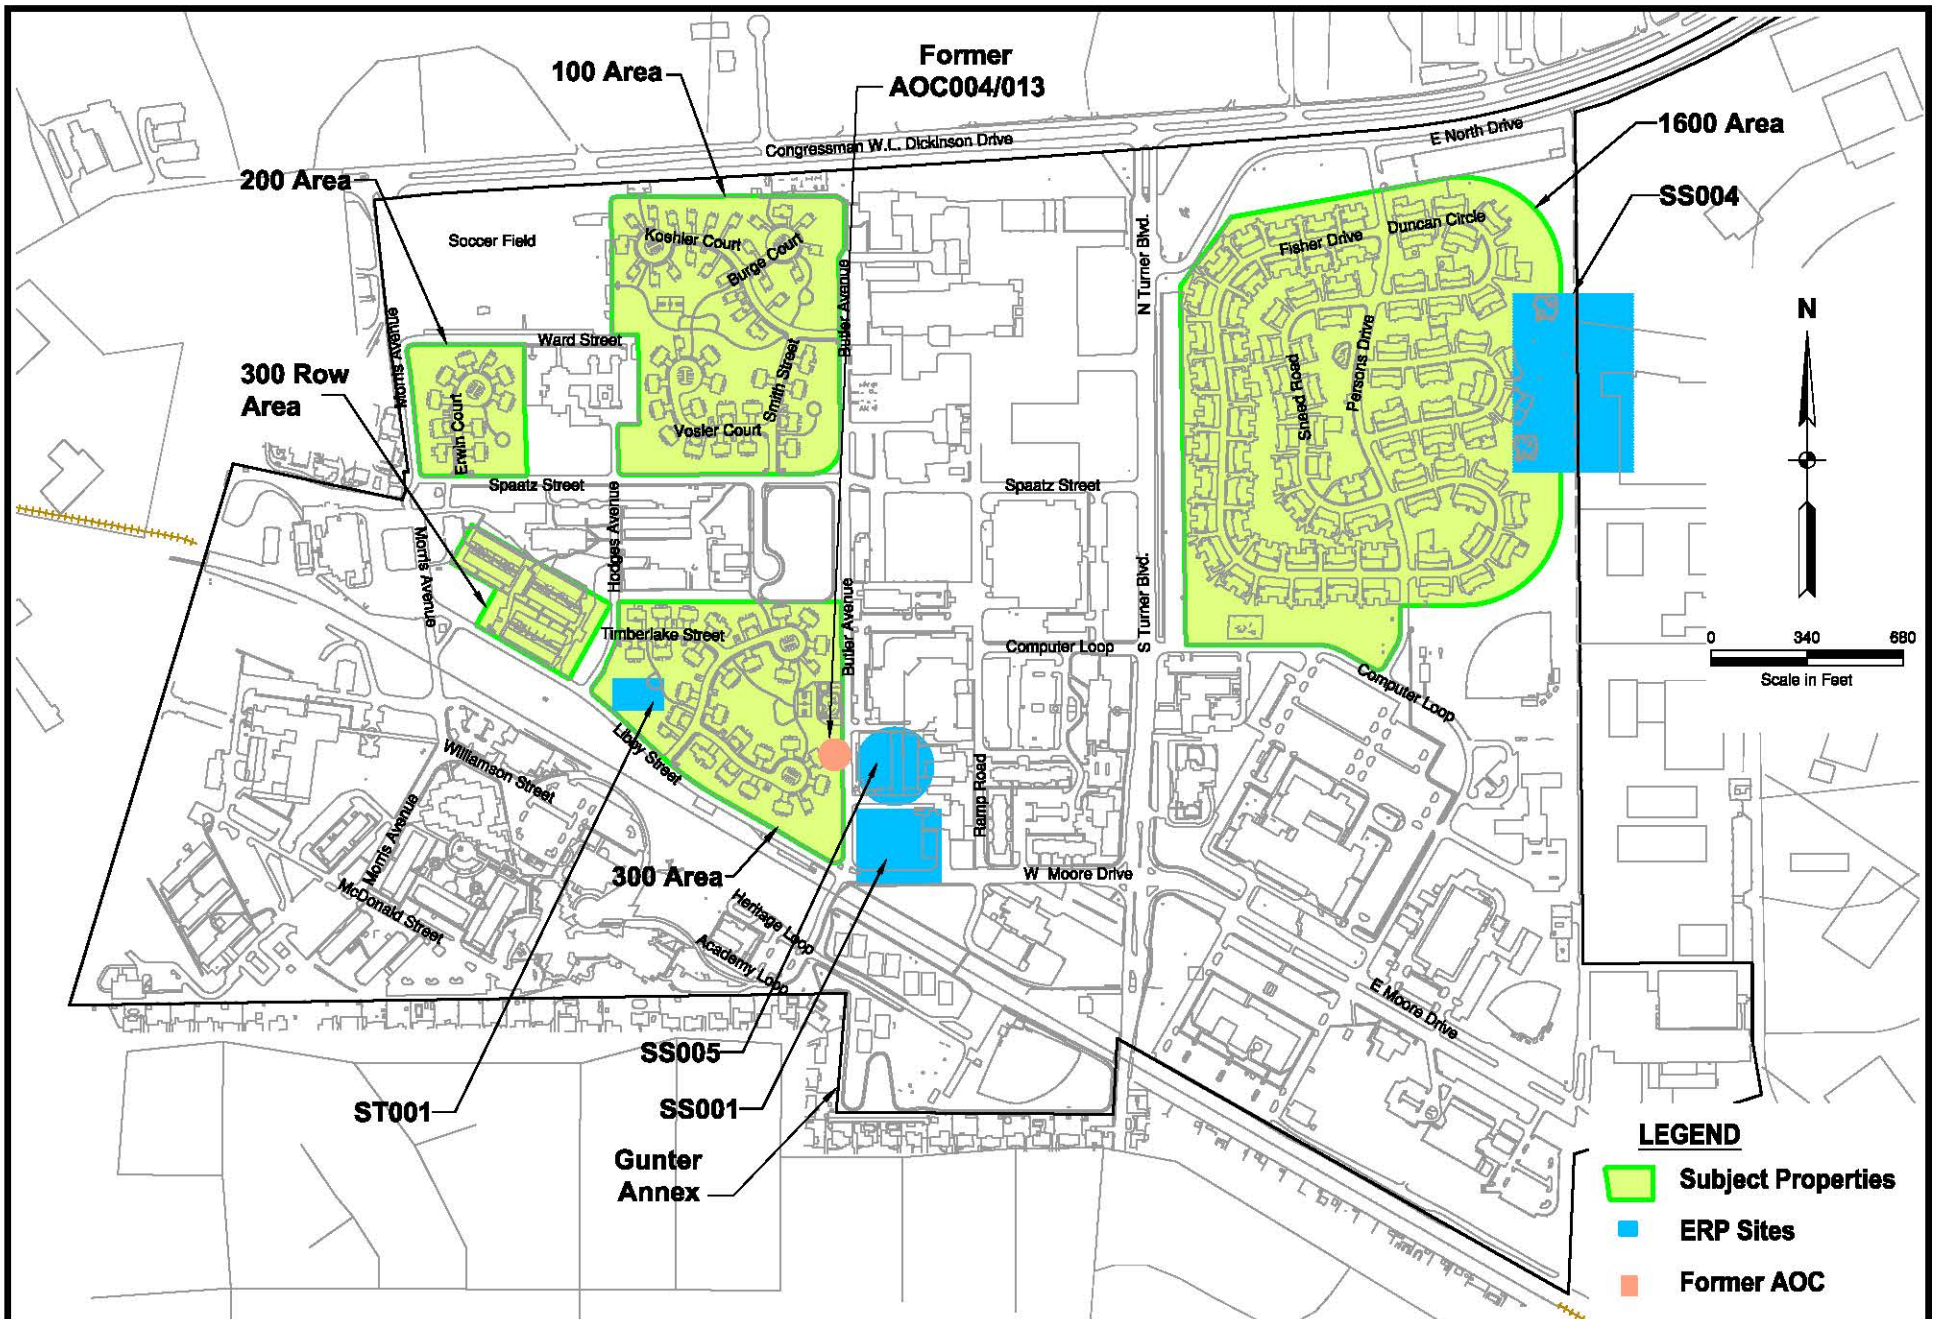 Former
AOC004/013
100 Area
Congressman W.L. Dickinson Drive
E North Drive
1600 Area
200 Area
SS004
Soccer Field
Koehler Court
Burge Court
Butler Avenue
N Turner Blvd.
Fisher Drive
Duncan Circle
Morris Avenue
Ward Street
N
300 Row
Area
Erwin Court
Smith Street
Vosler Court
Snead Road
Persons Drive
Spaatz Street
Spaatz Street
Morris Avenue
Hodges Avenue
Butler Avenue
S Turner Blvd.
Timberlake Street
Computer Loop
0 340 680
Scale in Feet
Computer Loop
Libby Street
Williamson Street
Ramp Road
Morris Avenue
McDonald Street
300 Area
W Moore Drive
Heritage Loop
Academy Loop
E Moore Drive
SS005
ST001
SS001
Gunter
Annex
LEGEND
Subject Properties
ERP Sites
Former AOC